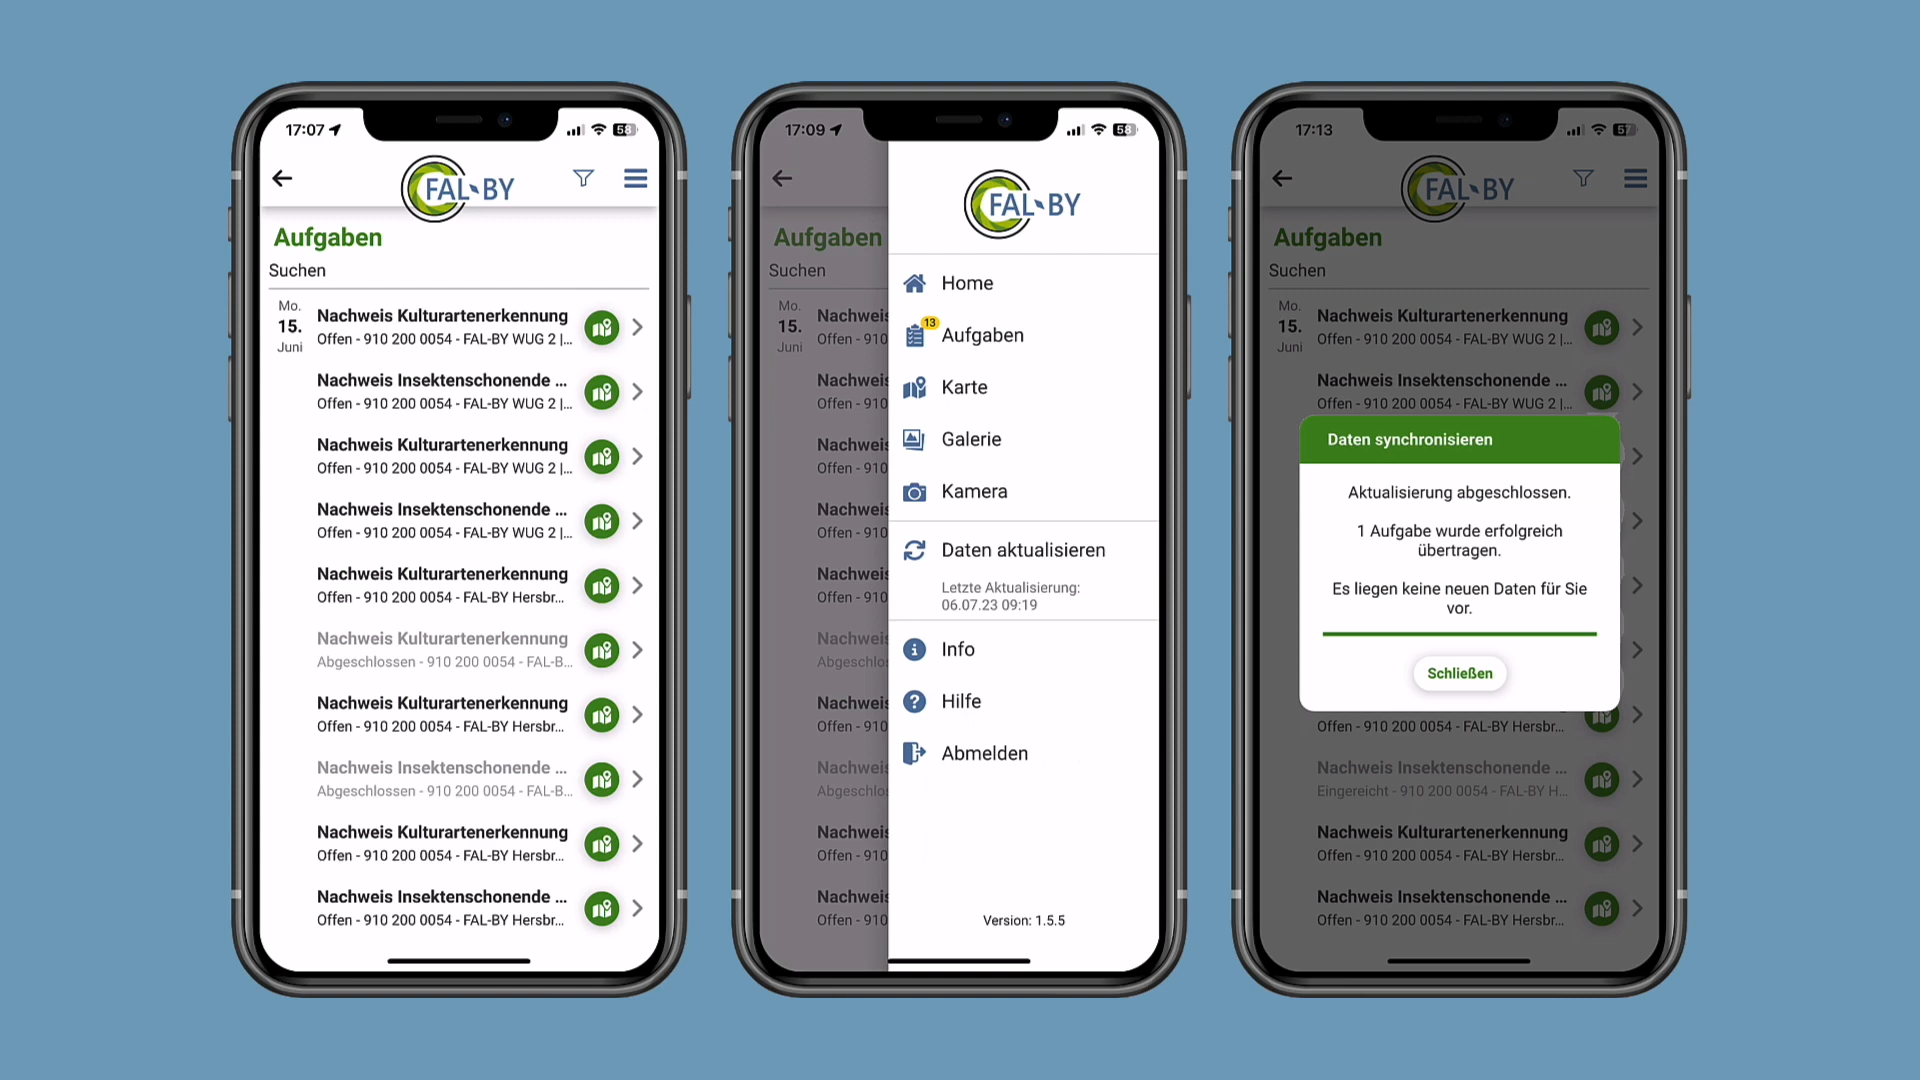 17:07
58
FAL-BY
Aufgaben
Suchen
Mo.
15.
Juni
Nachweis Kulturartenerkennung
Offen - 910 200 0054 - FAL-BY WUG 2 |...
Nachweis Insektenschonende ...
Offen - 910 200 0054 - FAL-BY WUG 2 |...
Nachweis Kulturartenerkennung
Offen - 910 200 0054 - FAL-BY WUG 2 |...
Nachweis Insektenschonende ...
Offen - 910 200 0054 - FAL-BY WUG 2 |...
Nachweis Kulturartenerkennung
Offen - 910 200 0054 - FAL-BY Hersbr...
Nachweis Kulturartenerkennung
Abgeschlossen - 910 200 0054 - FAL-B...
Nachweis Kulturartenerkennung
Offen - 910 200 0054 - FAL-BY Hersbr...
Nachweis Insektenschonende ...
Abgeschlossen - 910 200 0054 - FAL-B...
Nachweis Kulturartenerkennung
Offen - 910 200 0054 - FAL-BY Hersbr...
Nachweis Insektenschonende ...
Offen - 910 200 0054 - FAL-BY Hersbr...
17:09
58
Aufgaben
Suchen
Mo.
15.
Juni
Nachweis
Offen - 910
Nachweis
Offen - 910
Nachweis
Offen - 910
Nachweis
Offen - 910
Nachweis
Offen - 910
Nachweis
Abgeschlos
Nachweis
Offen - 910
Nachweis
Abgeschlos
Nachweis
Offen - 910
Nachweis
Offen - 910
FAL-BY
Home
13
Aufgaben
Karte
Galerie
Kamera
Daten aktualisieren
Letzte Aktualisierung:
06.07.23 09:19
Info
Hilfe
Abmelden
Version: 1.5.5
17:13
57
FAL-BY
Aufgaben
Suchen
Mo.
15.
Juni
Nachweis Kulturartenerkennung
Offen - 910 200 0054 - FAL-BY WUG 2 |...
Nachweis Insektenschonende ...
Offen - 910 200 0054 - FAL-BY WUG 2 |...
Daten synchronisieren
Aktualisierung abgeschlossen.
1 Aufgabe wurde erfolgreich
übertragen.
Es liegen keine neuen Daten für Sie
vor.
Schließen
Offen - 910 200 0054 - FAL-BY Hersbr...
Nachweis Insektenschonende ...
Eingereicht - 910 200 0054 - FAL-BY H...
Nachweis Kulturartenerkennung
Offen - 910 200 0054 - FAL-BY Hersbr...
Nachweis Insektenschonende ...
Offen - 910 200 0054 - FAL-BY Hersbr...